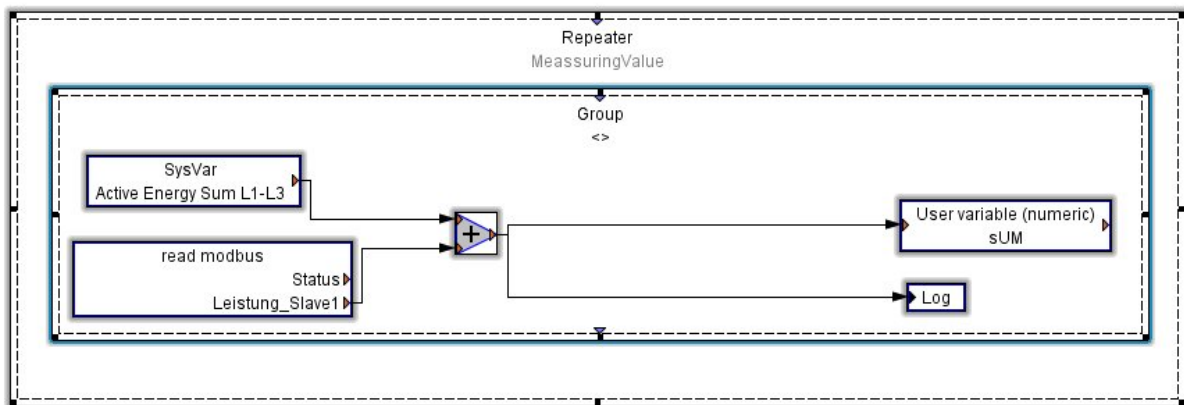 Repeater
MeassuringValue
Group
<>
SysVar
Active Energy Sum L1-L3
read modbus
Status
Leistung_Slave1
+
User variable (numeric)
sUM
Log